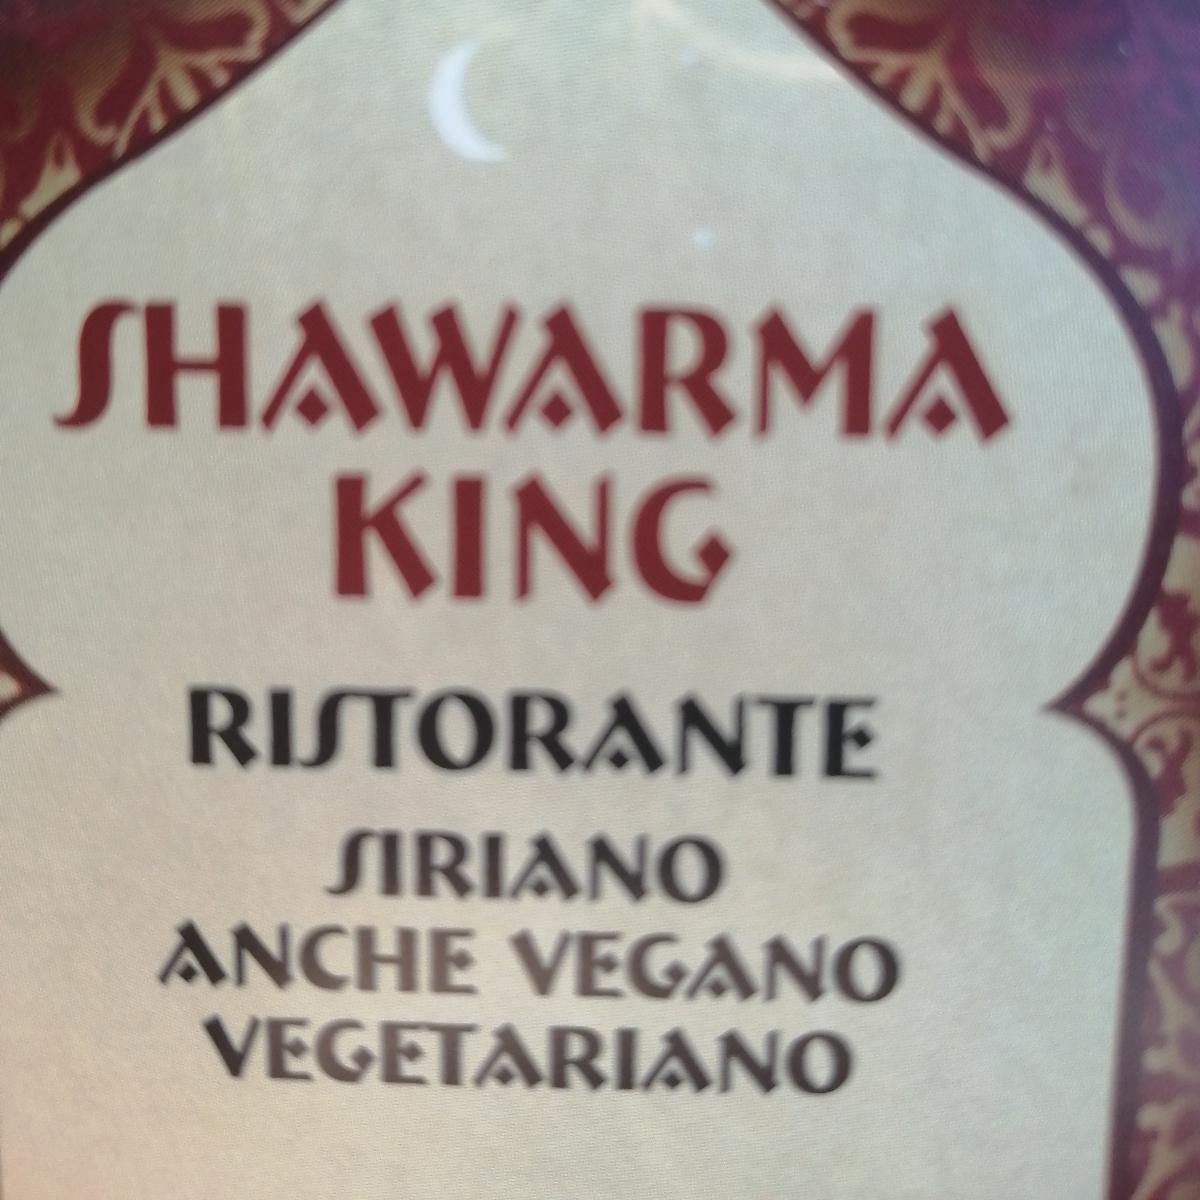 SHAWARMA
KING
RISTORANTE
SIRIANO
ANCHE VEGANO
VEGETARIANO